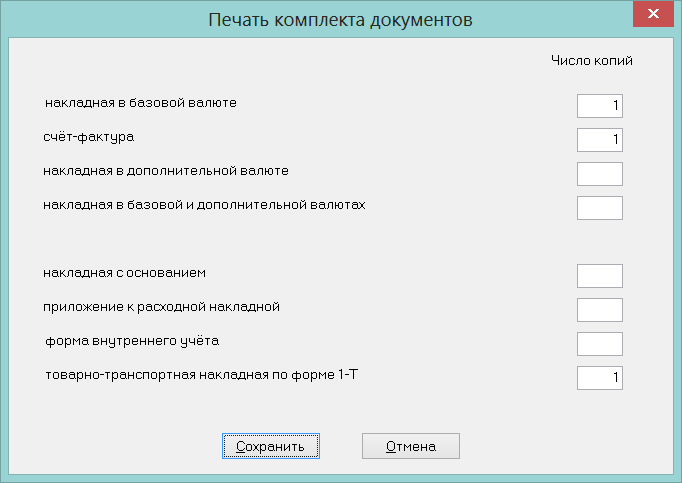 Печать комплекта документов
Число копий
накладная в базовой валюте 1
счёт-фактура 1
накладная в дополнительной валюте
накладная в базовой и дополнительной валютах
накладная с основанием
приложение к расходной накладной
форма внутреннего учёта
товарно-транспортная накладная по форме 1-Т 1
Сохранить Отмена